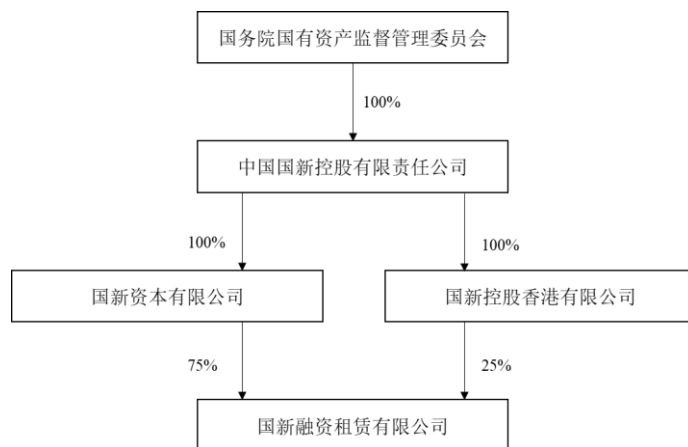 国务院国有资产监督管理委员会
100%
中国国新控股有限责任公司
100%
100%
国新资本有限公司
国新控股香港有限公司
75%
25%
国新融资租赁有限公司